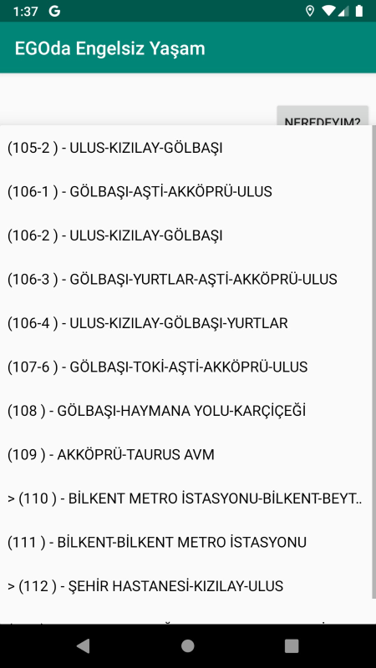 1:37 G
EGOda Engelsiz Yaşam
NEREDEYIM?
(105-2 ) - ULUS-KIZILAY-GÖLBAŞI
(106-1 ) - GÖLBAŞI-AŞTİ-AKKÖPRÜ-ULUS
(106-2 ) - ULUS-KIZILAY-GÖLBAŞI
(106-3 ) - GÖLBAŞI-YURTLAR-AŞTİ-AKKÖPRÜ-ULUS
(106-4 ) - ULUS-KIZILAY-GÖLBAŞI-YURTLAR
(107-6 ) - GÖLBAŞI-TOKİ-AŞTİ-AKKÖPRÜ-ULUS
(108 ) - GÖLBAŞI-HAYMANA YOLU-KARÇİÇEĞİ
(109 ) - AKKÖPRÜ-TAURUS AVM
> (110 ) - BİLKENT METRO İSTASYONU-BİLKENT-BEYT..
(111 ) - BİLKENT-BİLKENT METRO İSTASYONU
> (112 ) - ŞEHİR HASTANESİ-KIZILAY-ULUS